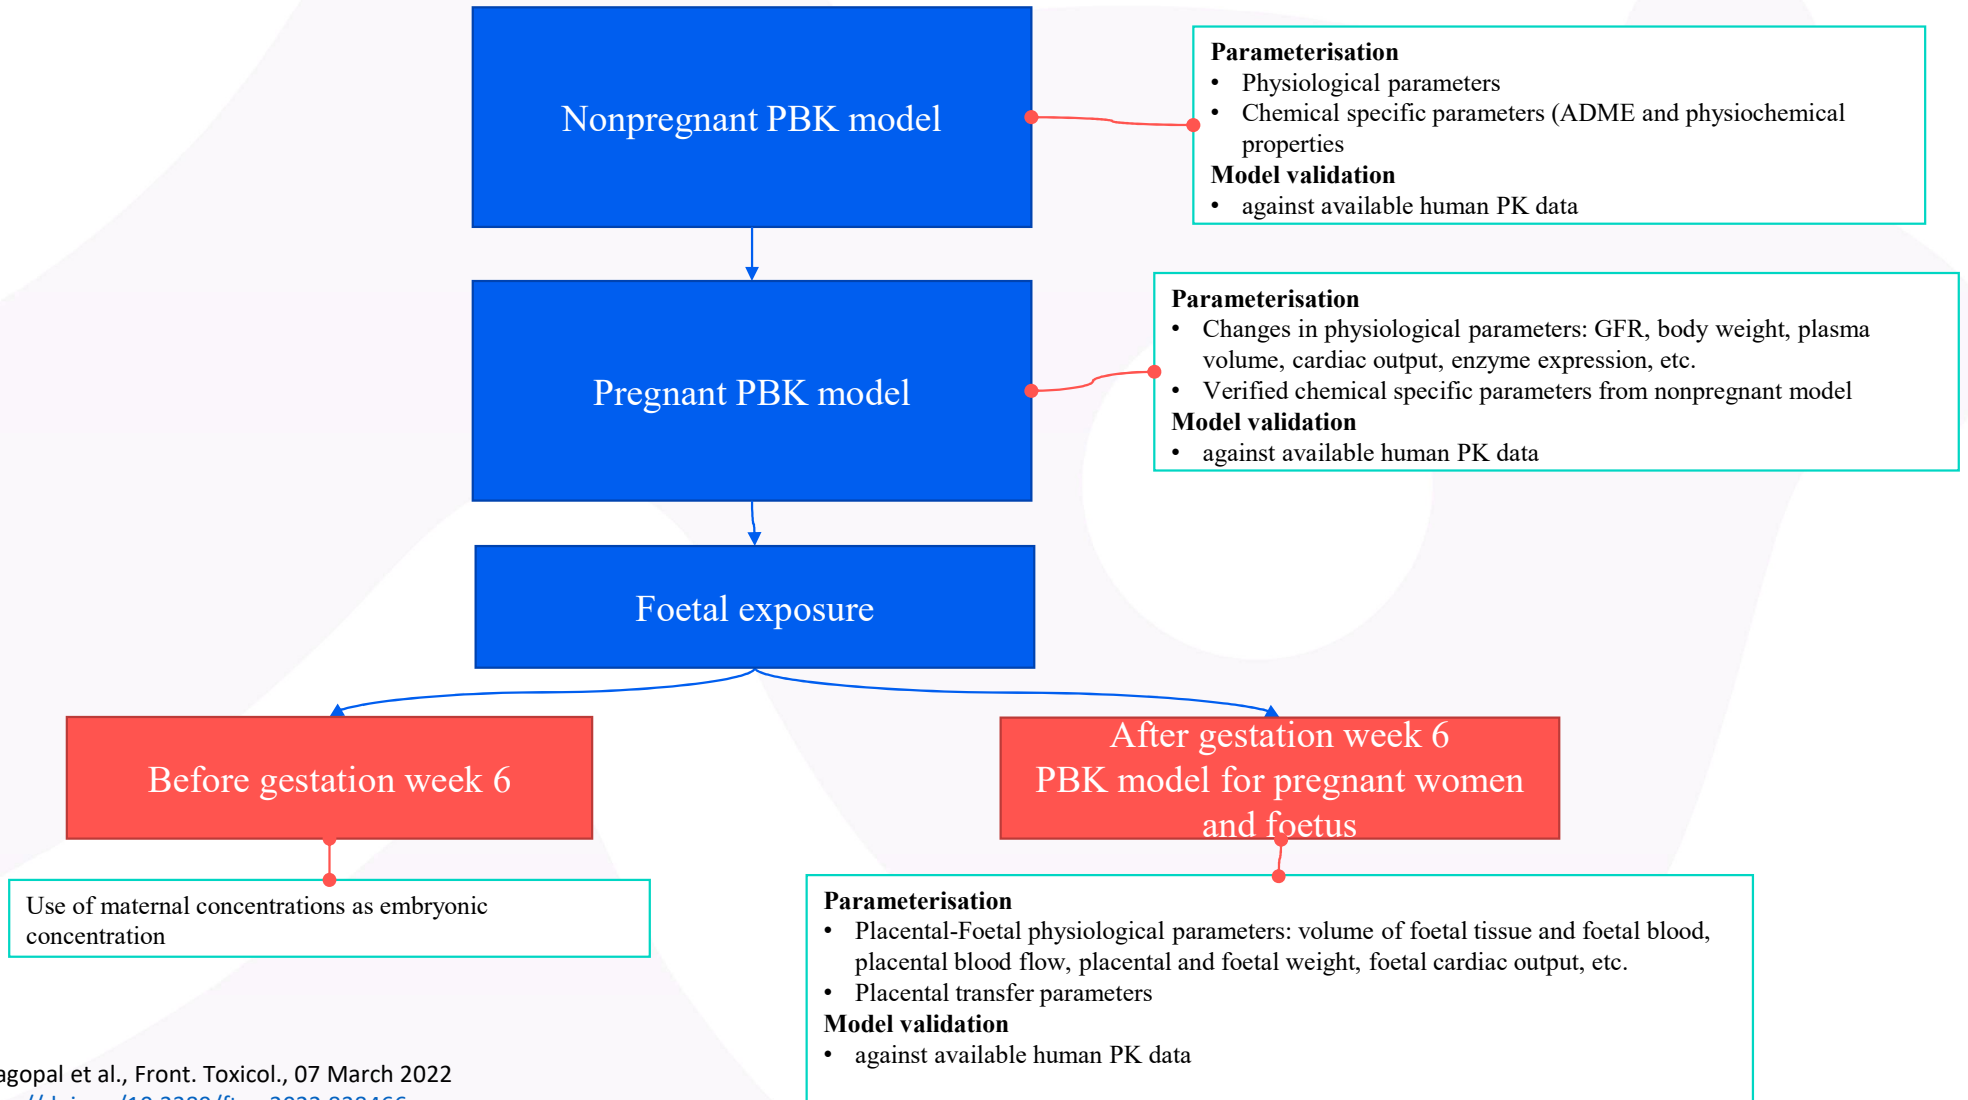 Nonpregnant PBK model
Parameterisation
• Physiological parameters
• Chemical specific parameters (ADME and physiochemical
properties
Model validation
• against available human PK data
Pregnant PBK model
Parameterisation
• Changes in physiological parameters: GFR, body weight, plasma
volume, cardiac output, enzyme expression, etc.
• Verified chemical specific parameters from nonpregnant model
Model validation
• against available human PK data
Foetal exposure
Before gestation week 6
After gestation week 6
PBK model for pregnant women
and foetus
Use of maternal concentrations as embryonic
concentration
Parameterisation
• Placental-Foetal physiological parameters: volume of foetal tissue and foetal blood,
placental blood flow, placental and foetal weight, foetal cardiac output, etc.
• Placental transfer parameters
Model validation
• against available human PK data
agopal et al., Front. Toxicol., 07 March 2022